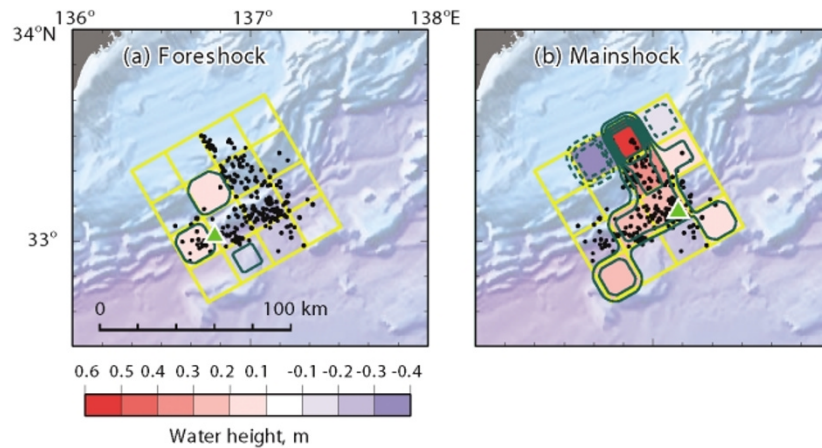 136° 137° 138°E
34°N
(a) Foreshock (b) Mainshock
33°
0 100 km
0.6 0.5 0.4 0.3 0.2 0.1 -0.1 -0.2 -0.3 -0.4
Water height, m